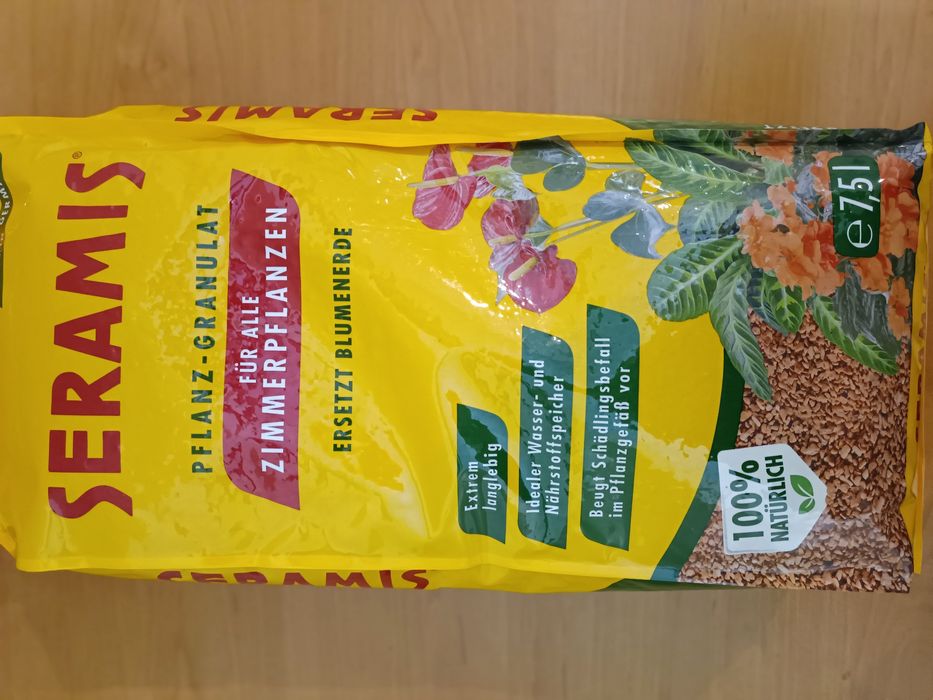 SERAMIS®
PFLANZ-GRANULAT
FÜR ALLE
ZIMMERPFLANZEN
ERSETZT BLUMENERDE
Extrem
langlebig
Idealer Wasser- und
Nährstoffspeicher
Beugt Schädlingsbefall
im Pflanzgefäß vor
100%
NATÜRLICH
e 7,5 l
SERAMIS
SERAMIS